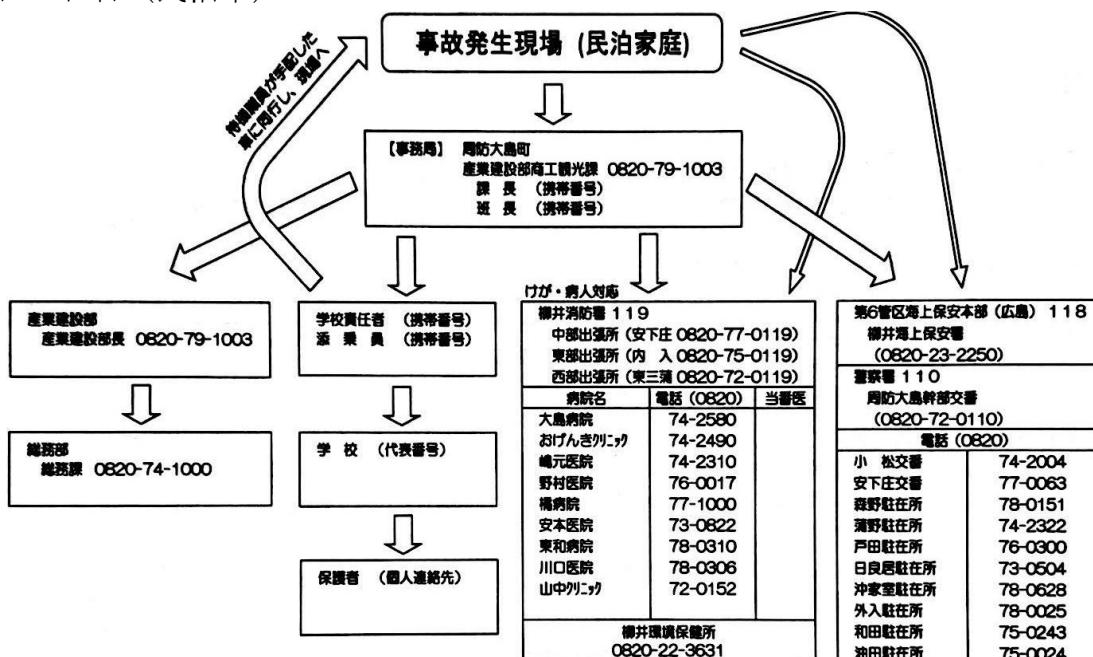 事故発生現場 (民泊家庭)
待機職員が手配した
車に同行し、現場へ
【事務局】 周防大島町
産業建設部商工観光課 0820-79-1003
課 長 (携帯番号)
班 長 (携帯番号)
産業建設部
産業建設部長 0820-79-1003
総務部
総務課 0820-74-1000
学校責任者 (携帯番号)
添 乗 員 (携帯番号)
学 校 (代表番号)
保護者 (個人連絡先)
けが・病人対応
柳井消防署 119
中部出張所 (安下庄 0820-77-0119)
東部出張所 (内 入 0820-75-0119)
西部出張所 (東三蒲 0820-72-0119)
病院名 電話 (0820) 当番医
大島病院 74-2580
おげんきクリニック 74-2490
嶋元医院 74-2310
野村医院 76-0017
橘病院 77-1000
安本医院 73-0822
東和病院 78-0310
川口医院 78-0306
山中クリニック 72-0152
柳井環境保健所
0820-22-3631
第6管区海上保安本部 (広島) 118
柳井海上保安署
(0820-23-2250)
警察署 110
周防大島幹部交番
(0820-72-0110)
電話 (0820)
小 松交番 74-2004
安下庄交番 77-0063
森野駐在所 78-0151
蒲野駐在所 74-2322
戸田駐在所 76-0300
日良居駐在所 73-0504
沖家室駐在所 78-0628
外入駐在所 78-0025
和田駐在所 75-0243
油田駐在所 75-0024